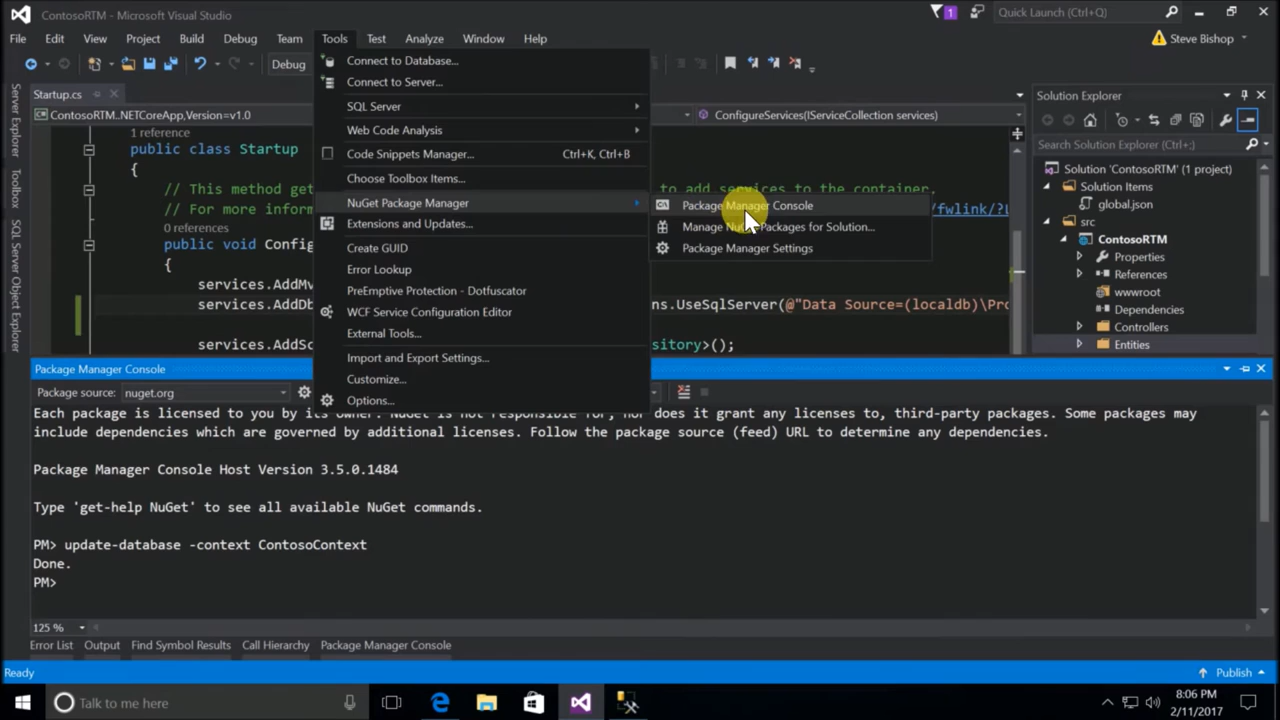 ContosoRTM - Microsoft Visual Studio
1
Quick Launch (Ctrl+Q)
File Edit View Project Build Debug Team Tools Test Analyze Window Help
Steve Bishop
Debug
Connect to Database...
Connect to Server...
SQL Server
Web Code Analysis
Code Snippets Manager... Ctrl+K, Ctrl+B
Choose Toolbox Items...
NuGet Package Manager
Extensions and Updates...
Create GUID
Error Lookup
PreEmptive Protection - Dotfuscator
WCF Service Configuration Editor
External Tools...
Import and Export Settings...
Customize...
Options...
Package Manager Console
Manage Packages for Solution...
Package Manager Settings
Server Explorer
Toolbox
SQL Server Object Explorer
Startup.cs
ContosoRTM..NETCoreApp,Version=v1.0
ConfigureServices(IServiceCollection services)
1 reference
public class Startup
{
// This method get to add services to the container.
// For more infor /fwlink/?L
0 references
public void Config
{
services.AddMv
services.AddDb ns.UseSqlServer(@"Data Source=(localdb)\Pro
services.AddSc sitory>();
Solution Explorer
Search Solution Explorer (Ctrl+;)
Solution 'ContosoRTM' (1 project)
Solution Items
global.json
src
ContosoRTM
Properties
References
wwwroot
Dependencies
Controllers
Entities
Package Manager Console
Package source: nuget.org
Each package is licensed to you by its owner. NuGet is not responsible for, nor does it grant any licenses to, third-party packages. Some packages may
include dependencies which are governed by additional licenses. Follow the package source (feed) URL to determine any dependencies.
Package Manager Console Host Version 3.5.0.1484
Type 'get-help NuGet' to see all available NuGet commands.
PM> update-database -context ContosoContext
Done.
PM>
125 %
Error List Output Find Symbol Results Call Hierarchy Package Manager Console
Ready
Publish
Talk to me here
8:06 PM
2/11/2017